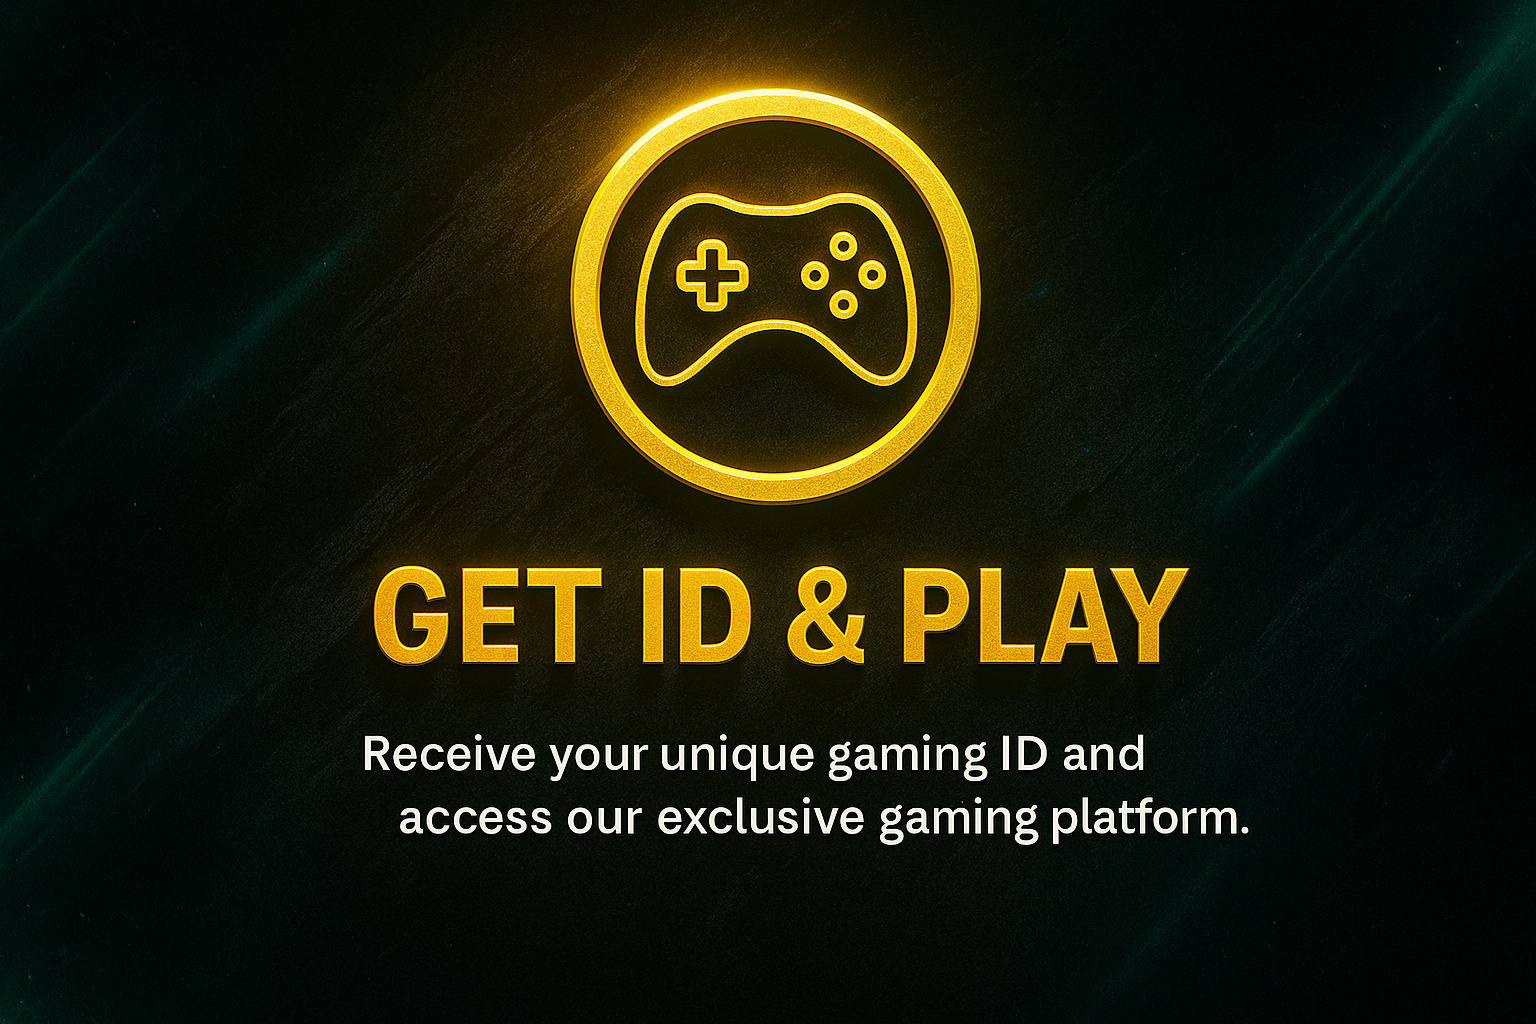 GET ID & PLAY
Receive your unique gaming ID and
access our exclusive gaming platform.